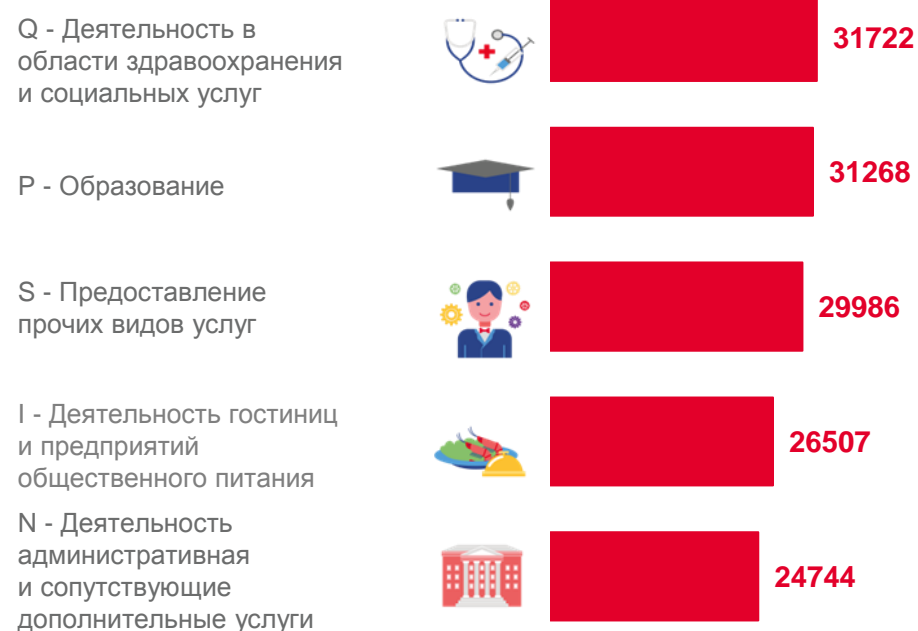 Q - Деятельность в
области здравоохранения
и социальных услуг
31722
P - Образование
31268
S - Предоставление
прочих видов услуг
29986
I - Деятельность гостиниц
и предприятий
общественного питания
26507
N - Деятельность
административная
и сопутствующие
дополнительные услуги
24744